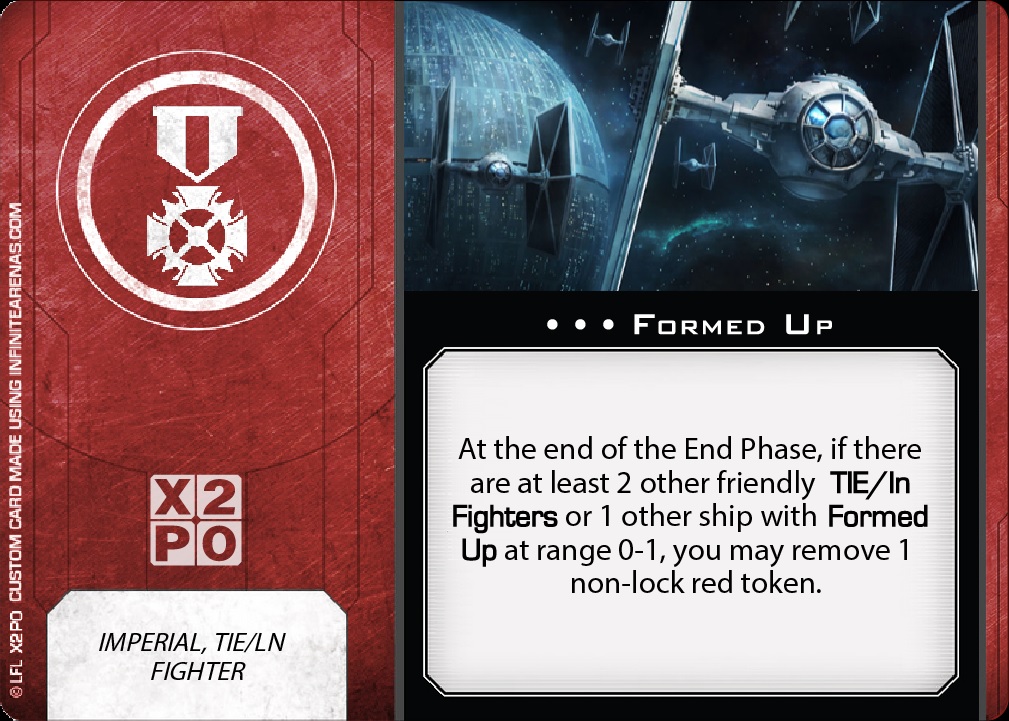 • • • Formed Up
At the end of the End Phase, if there
are at least 2 other friendly TIE/ln
Fighters or 1 other ship with Formed
Up at range 0-1, you may remove 1
non-lock red token.
X2
PO
IMPERIAL, TIE/LN
FIGHTER
© LFL X2PO CUSTOM CARD MADE USING INFINITEARENAS.COM